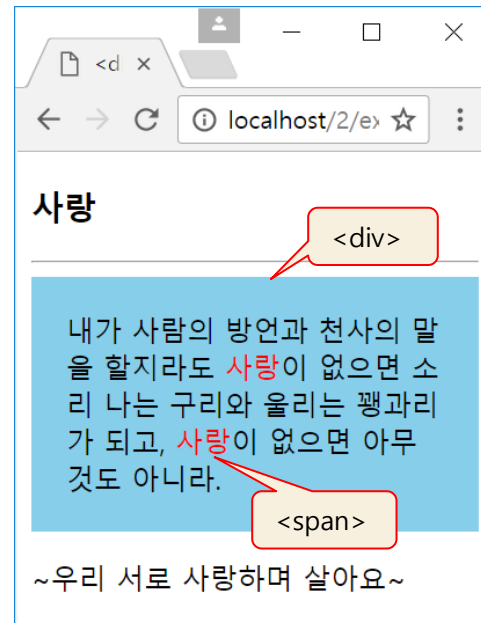 <d
localhost/2/ex
사랑
<div>
내가 사람의 방언과 천사의 말
을 할지라도 사랑이 없으면 소
리 나는 구리와 울리는 꽹과리
가 되고, 사랑이 없으면 아무
것도 아니라.
<span>
~우리 서로 사랑하며 살아요~